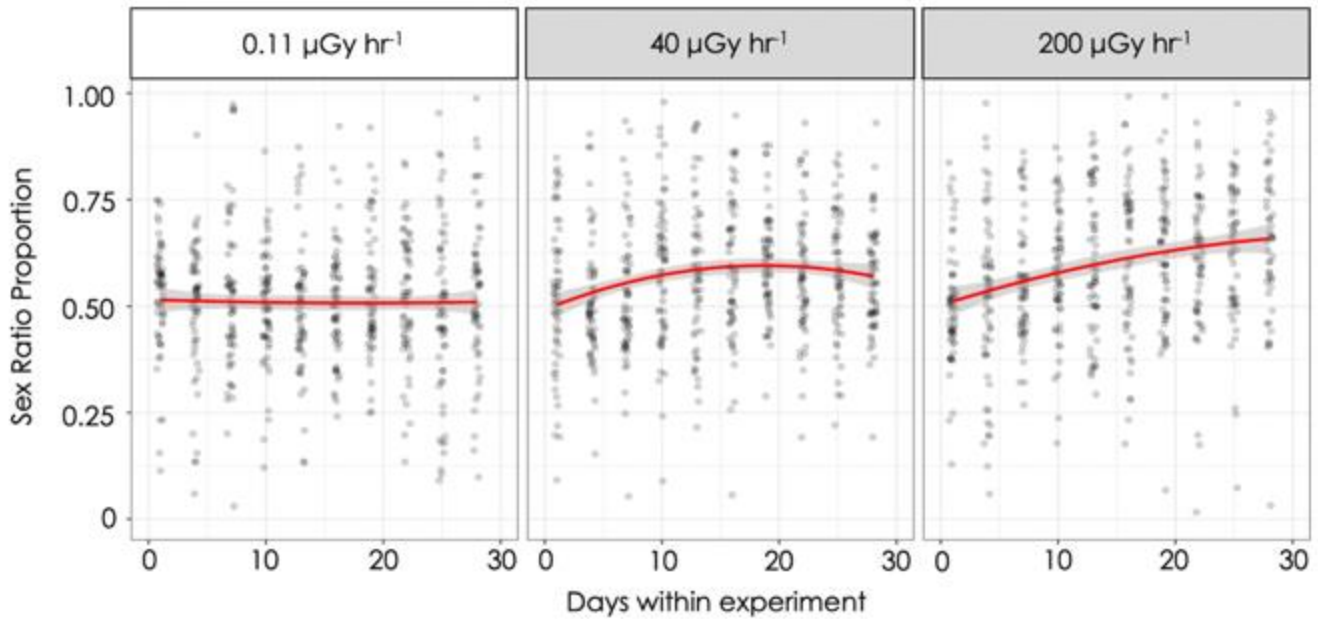 0.11 µGy hr⁻¹
40 µGy hr⁻¹
200 µGy hr⁻¹
Sex Ratio Proportion
1.00
0.75
0.50
0.25
0
0 10 20 30
0 10 20 30
0 10 20 30
Days within experiment